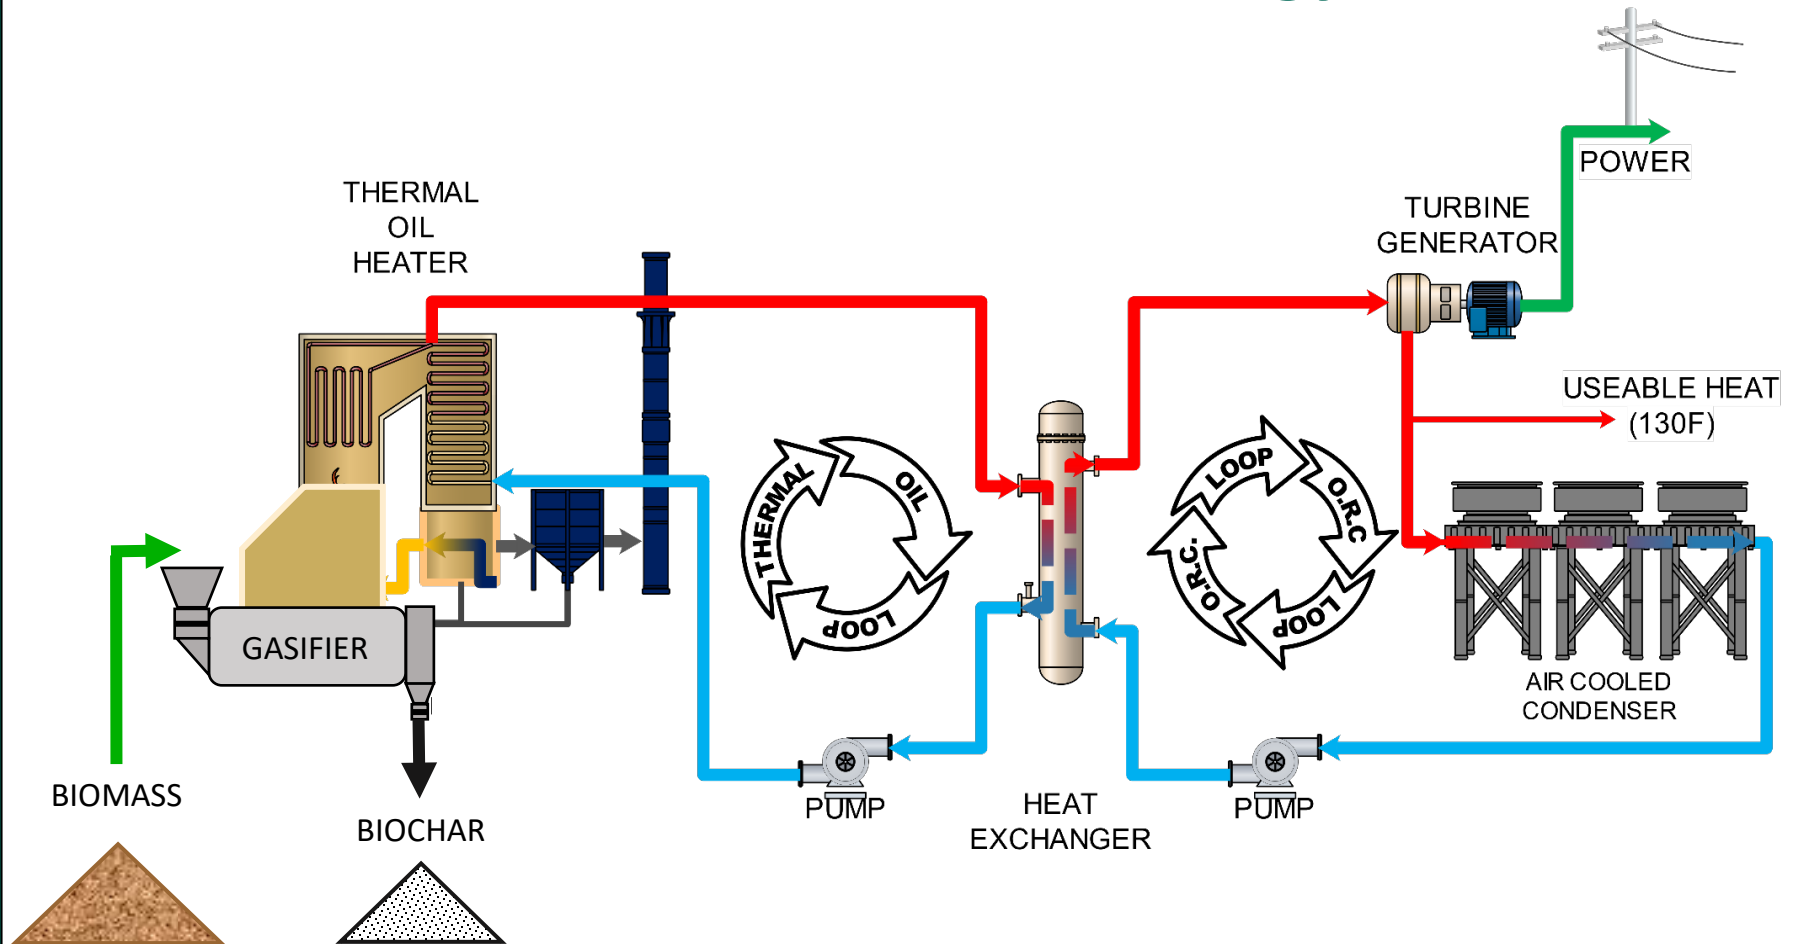 POWER
THERMAL
OIL
HEATER
TURBINE
GENERATOR
USEABLE HEAT
(130F)
THERMAL
OIL
LOOP
LOOP
O.R.C
LOOP
O.R.C.
GASIFIER
AIR COOLED
CONDENSER
BIOMASS
BIOCHAR
PUMP
HEAT
EXCHANGER
PUMP